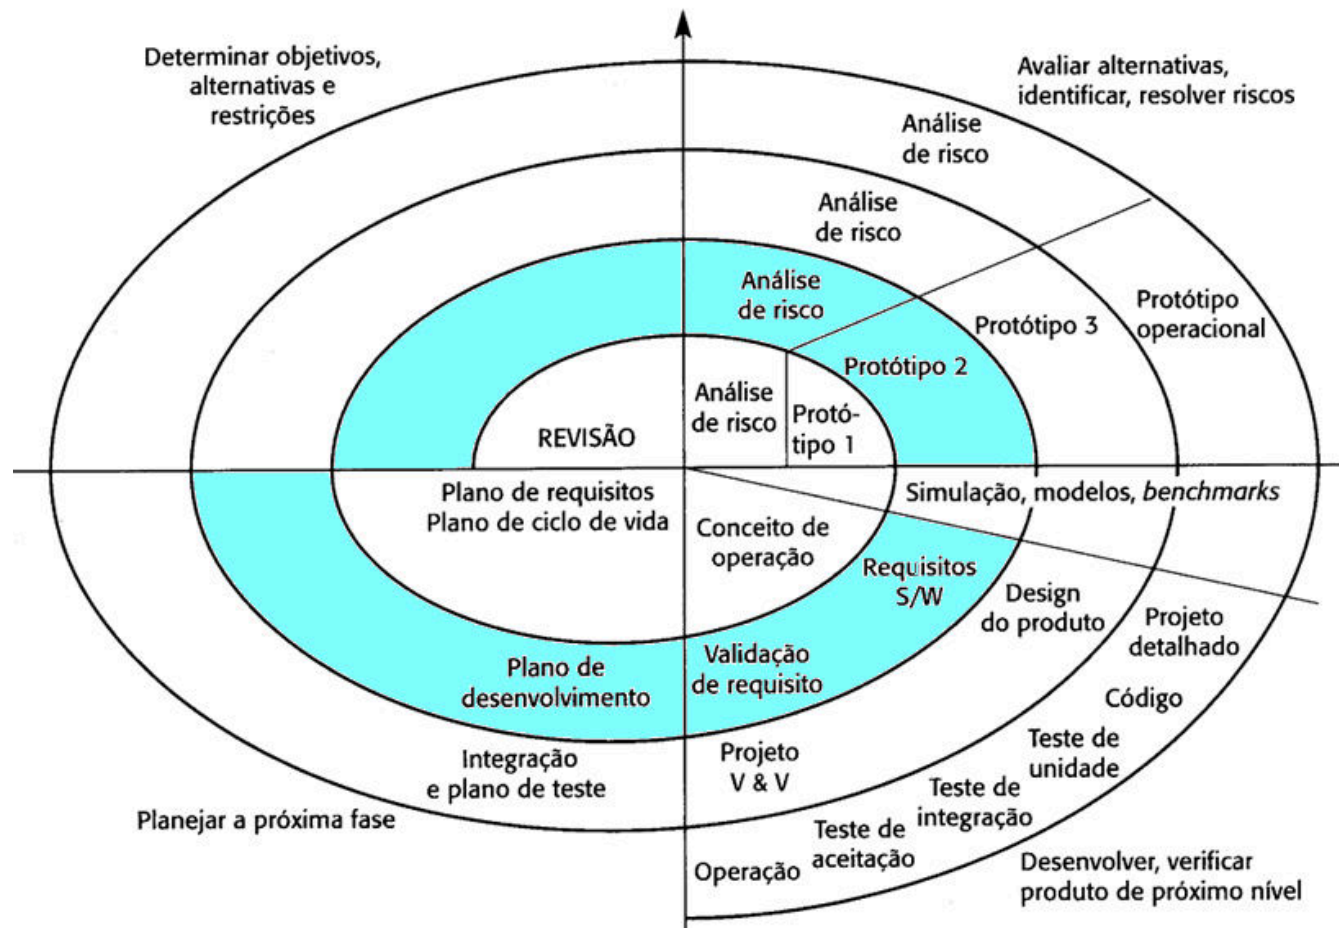 Determinar objetivos,
alternativas e
restrições
Avaliar alternativas,
identificar, resolver riscos
Análise
de risco
Análise
de risco
Análise
de risco
Protótipo
operacional
Protótipo 3
Protótipo 2
Análise
de risco
Protó-
tipo 1
REVISÃO
Plano de requisitos
Plano de ciclo de vida
Simulação, modelos, benchmarks
Conceito de
operação
Requisitos
S/W
Design
do produto
Projeto
detalhado
Plano de
desenvolvimento
Validação
de requisito
Código
Teste de
unidade
Integração
e plano de teste
Projeto
V & V
Teste de
integração
Planejar a próxima fase
Teste de
aceitação
Operação
Desenvolver, verificar
produto de próximo nível